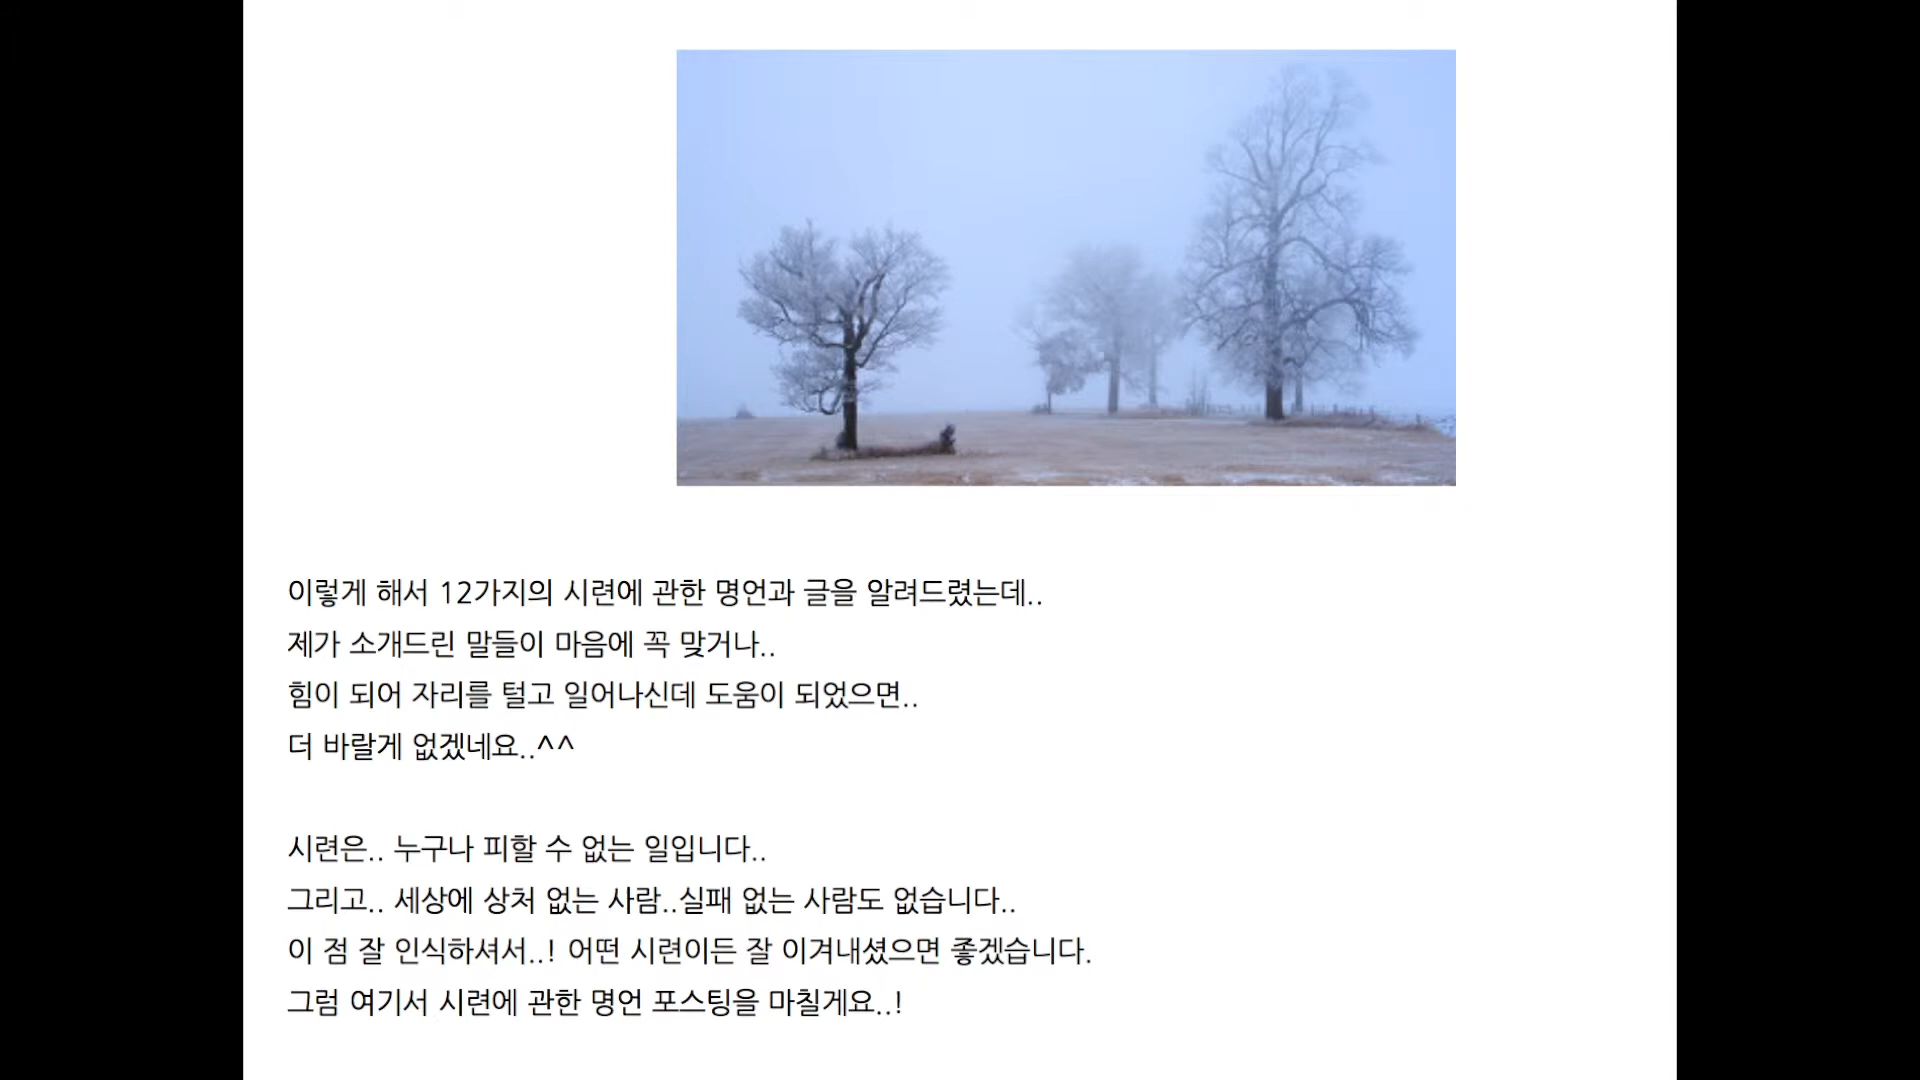 이렇게 해서 12가지의 시련에 관한 명언과 글을 알려드렸는데..
제가 소개드린 말들이 마음에 꼭 맞거나..
힘이 되어 자리를 털고 일어나신데 도움이 되었으면..
더 바랄게 없겠네요..^^
시련은.. 누구나 피할 수 없는 일입니다..
그리고.. 세상에 상처 없는 사람..실패 없는 사람도 없습니다..
이 점 잘 인식하셔서..! 어떤 시련이든 잘 이겨내셨으면 좋겠습니다.
그럼 여기서 시련에 관한 명언 포스팅을 마칠게요..!